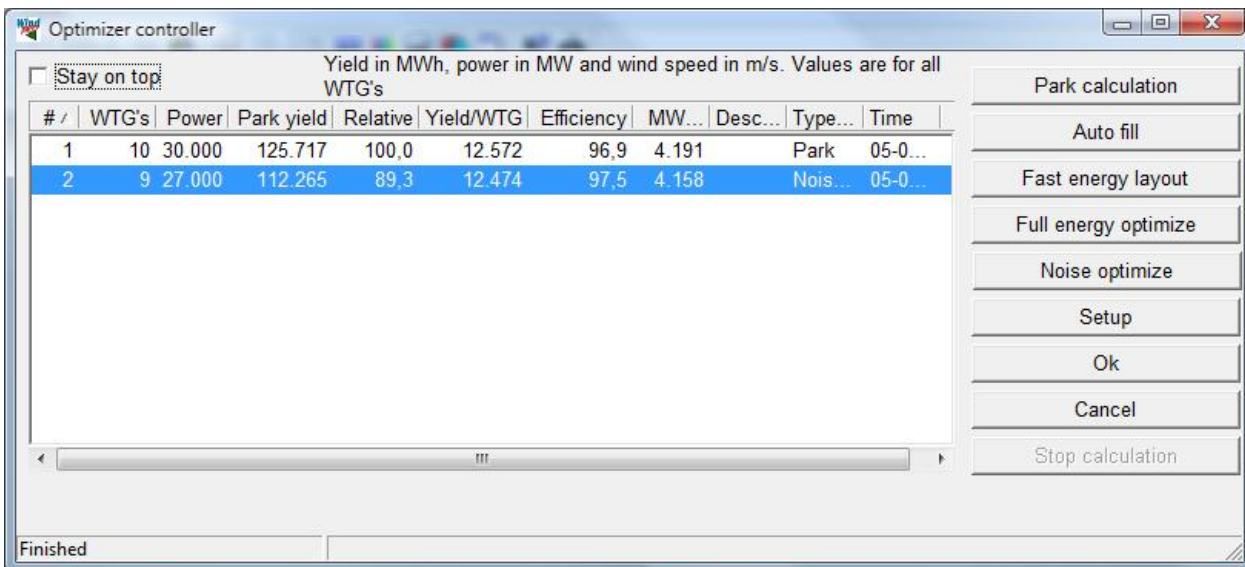 Wind
Optimizer controller
Stay on top
Yield in MWh, power in MW and wind speed in m/s. Values are for all
WTG's
# / WTG's Power Park yield Relative Yield/WTG Efficiency MW... Desc... Type... Time
1 10 30.000 125.717 100,0 12.572 96,9 4.191 Park 05-0...
2 9 27.000 112.265 89,3 12.474 97,5 4.158 Nois... 05-0...
Park calculation
Auto fill
Fast energy layout
Full energy optimize
Noise optimize
Setup
Ok
Cancel
Stop calculation
Finished